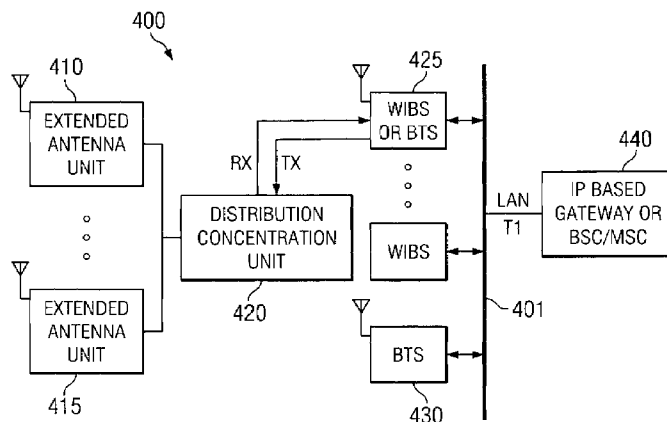 400
410
EXTENDED
ANTENNA
UNIT
EXTENDED
ANTENNA
UNIT
415
RX
TX
DISTRIBUTION
CONCENTRATION
UNIT
420
425
WIBS
OR BTS
WIBS
BTS
430
401
LAN
T1
440
IP BASED
GATEWAY OR
BSC/MSC